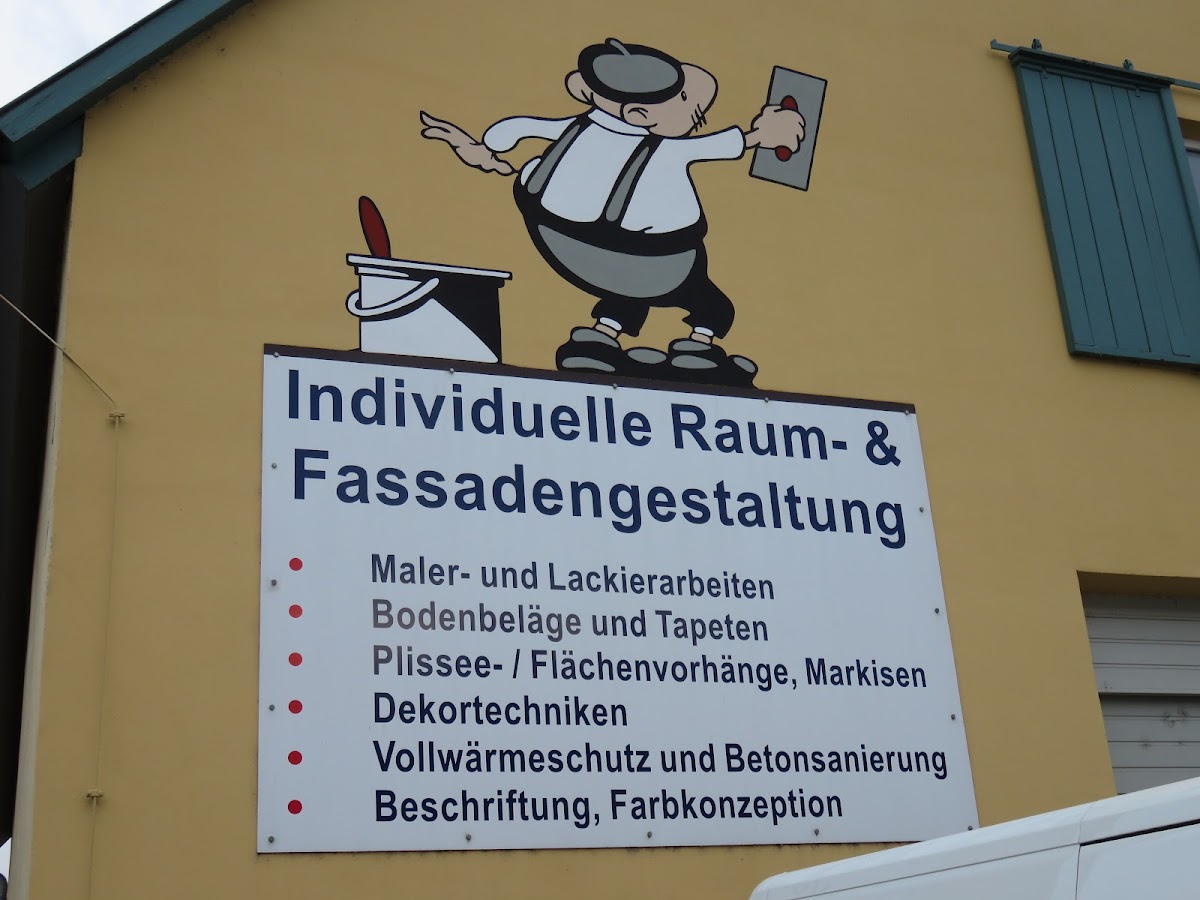 Individuelle Raum- &
Fassadengestaltung
• Maler- und Lackierarbeiten
• Bodenbeläge und Tapeten
• Plissee- / Flächenvorhänge, Markisen
• Dekortechniken
• Vollwärmeschutz und Betonsanierung
• Beschriftung, Farbkonzeption